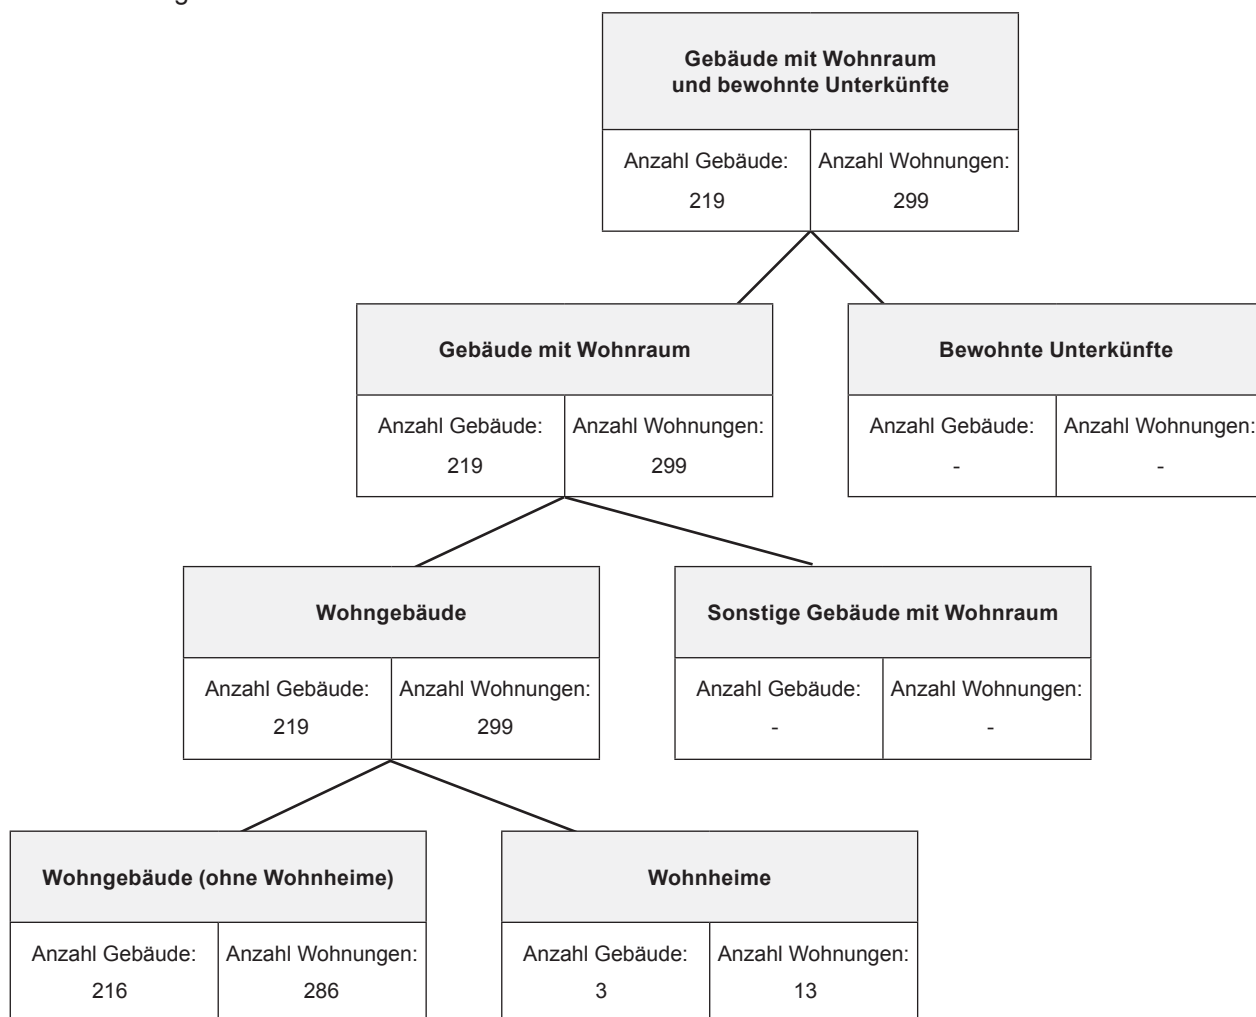 Gebäude mit Wohnraum
und bewohnte Unterkünfte
Anzahl Gebäude: Anzahl Wohnungen:
219 299
Gebäude mit Wohnraum
Anzahl Gebäude: Anzahl Wohnungen:
219 299
Bewohnte Unterkünfte
Anzahl Gebäude: Anzahl Wohnungen:
- -
Wohngebäude
Anzahl Gebäude: Anzahl Wohnungen:
219 299
Sonstige Gebäude mit Wohnraum
Anzahl Gebäude: Anzahl Wohnungen:
- -
Wohngebäude (ohne Wohnheime)
Anzahl Gebäude: Anzahl Wohnungen:
216 286
Wohnheime
Anzahl Gebäude: Anzahl Wohnungen:
3 13